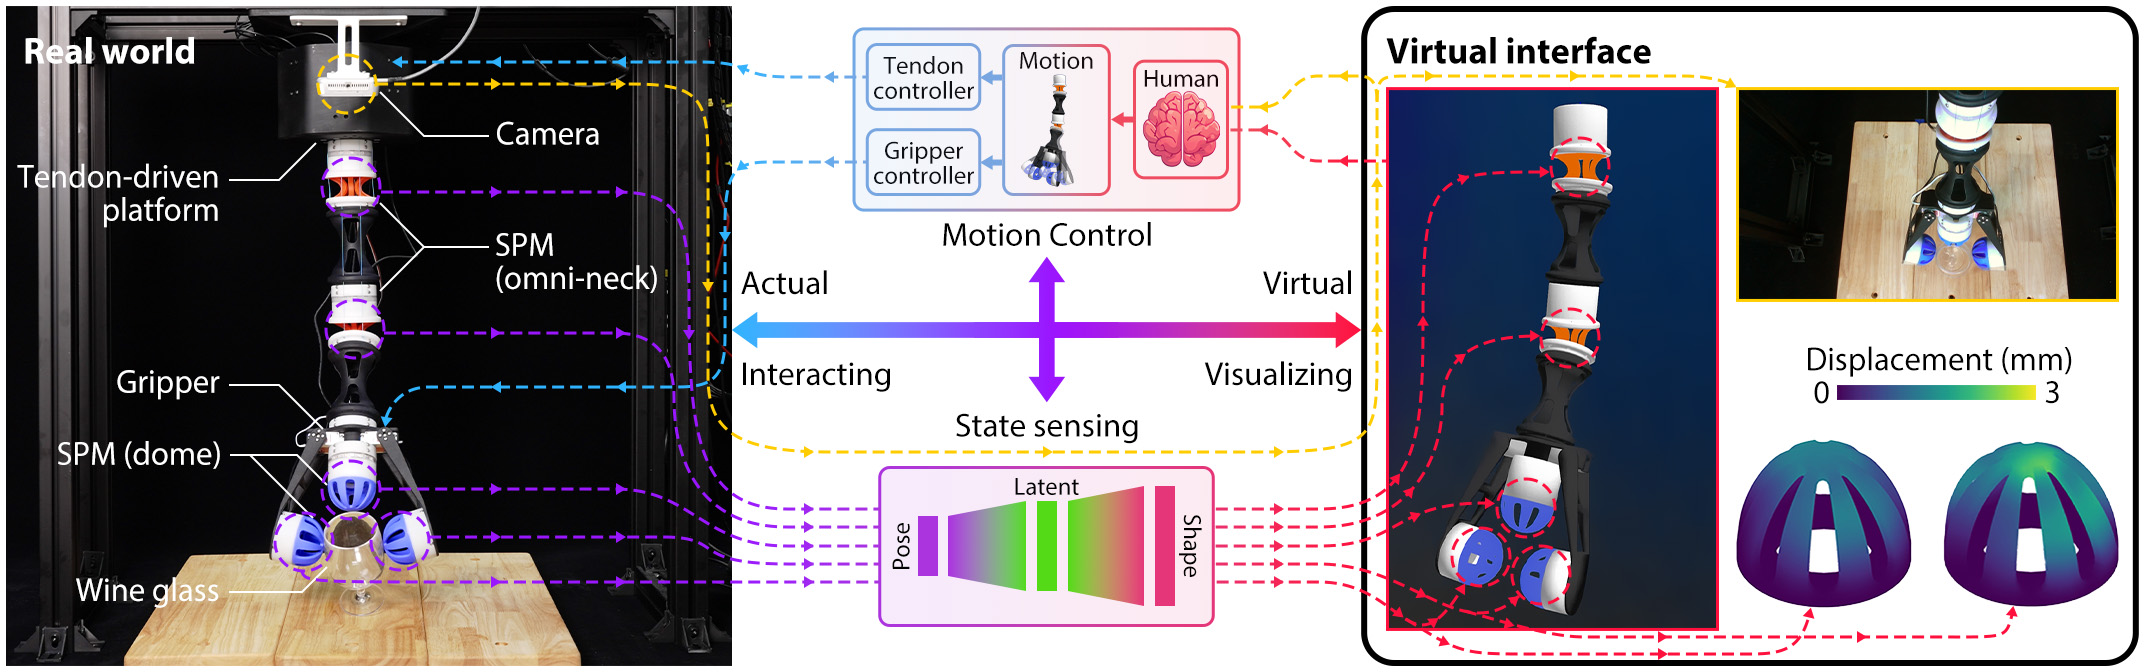 Real world
Camera
Tendon-driven
platform
SPM
(omni-neck)
Gripper
SPM (dome)
Wine glass
Tendon
controller
Gripper
controller
Motion
Human
Motion Control
Actual
Virtual
Interacting
Visualizing
State sensing
Pose
Latent
Shape
Virtual interface
Displacement (mm)
0
3